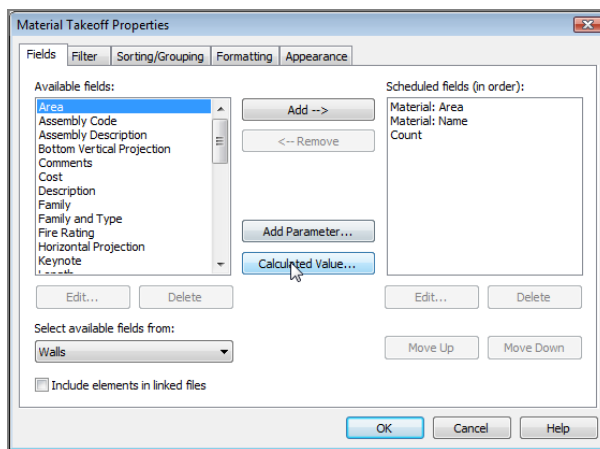 Material Takeoff Properties
Fields Filter Sorting/Grouping Formatting Appearance
Available fields:
Area
Assembly Code
Assembly Description
Bottom Vertical Projection
Comments
Cost
Description
Family
Family and Type
Fire Rating
Horizontal Projection
Keynote
Length
Edit... Delete
Select available fields from:
Walls
Include elements in linked files
Add -->
<-- Remove
Add Parameter...
Calculated Value...
Scheduled fields (in order):
Material: Area
Material: Name
Count
Edit... Delete
Move Up Move Down
OK Cancel Help